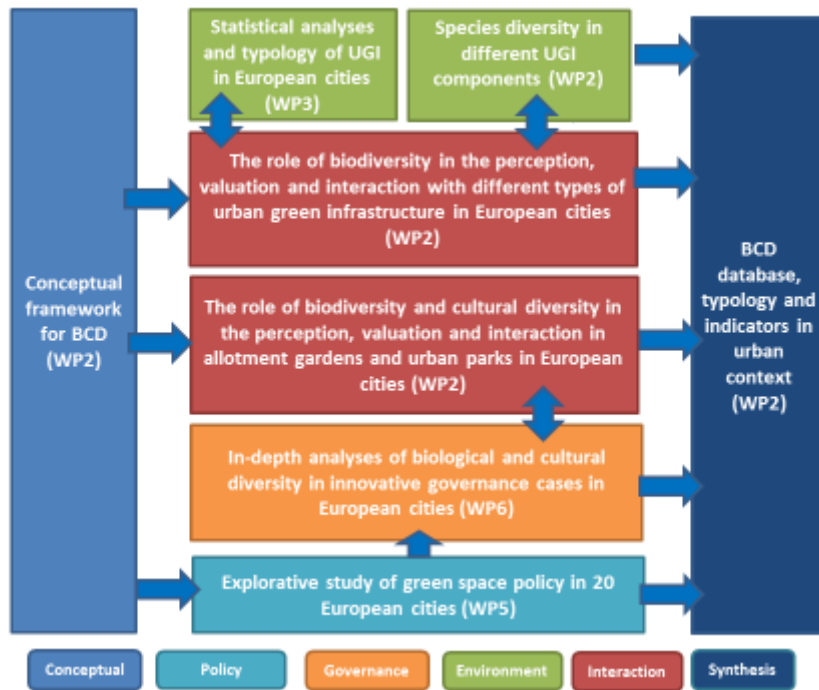 Statistical analyses
and typology of UGI
in European cities
(WP3)
Species diversity in
different UGI
components (WP2)
The role of biodiversity in the perception,
valuation and interaction with different types of
urban green infrastructure in European cities
(WP2)
Conceptual
framework
for BCD
(WP2)
The role of biodiversity and cultural diversity in
the perception, valuation and interaction in
allotment gardens and urban parks in European
cities (WP2)
BCD
database,
typology and
indicators in
urban
context
(WP2)
In-depth analyses of biological and cultural
diversity in innovative governance cases in
European cities (WP6)
Explorative study of green space policy in 20
European cities (WP5)
Conceptual
Policy
Governance
Environment
Interaction
Synthesis